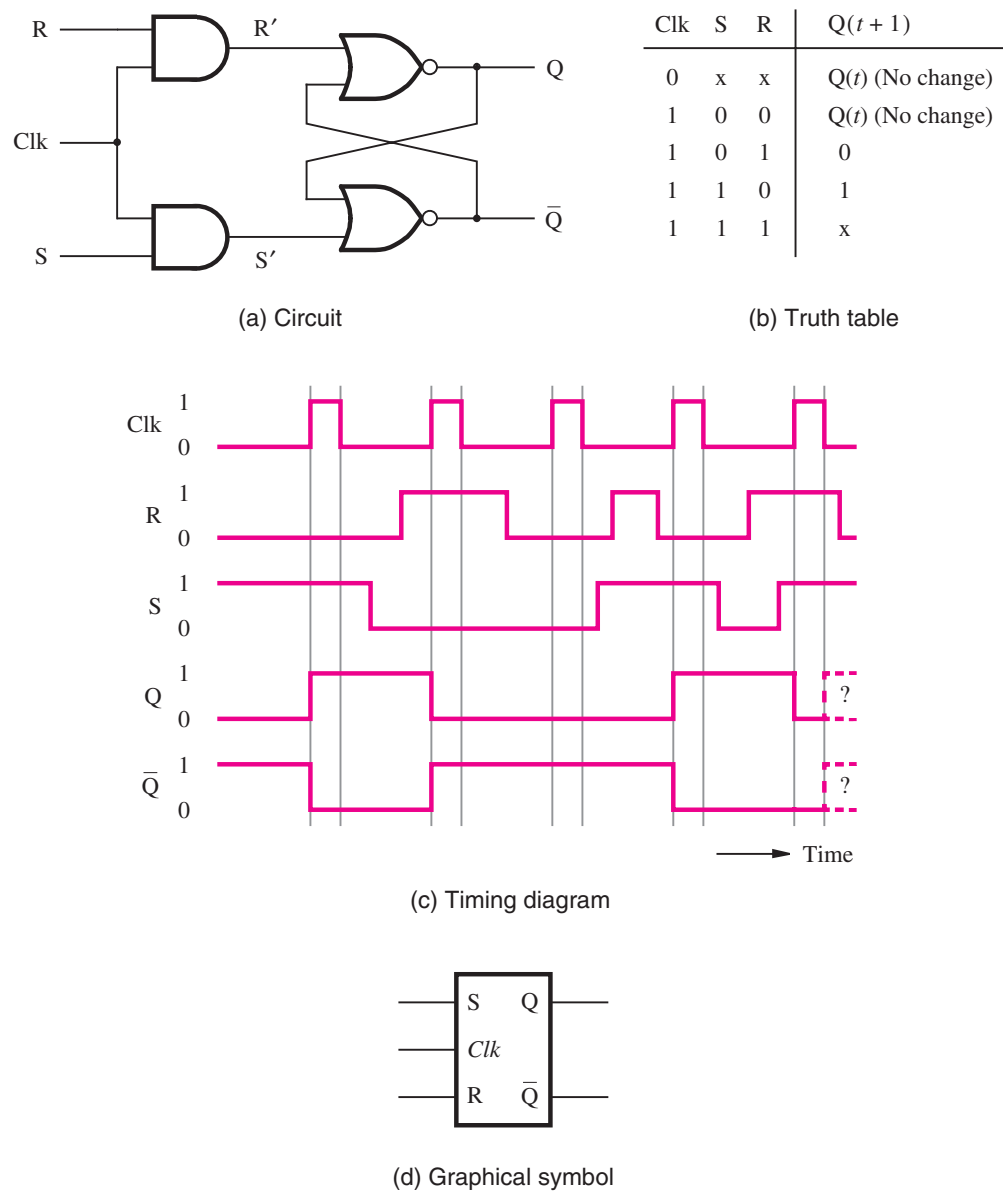 R
R′
Q
Clk
S
S′
Q̅
(a) Circuit
Clk S R Q(t + 1)
0 x x Q(t) (No change)
1 0 0 Q(t) (No change)
1 0 1 0
1 1 0 1
1 1 1 x
(b) Truth table
1
Clk
0
1
R
0
1
S
0
1
Q ?
0
1
Q̅ ?
0
Time
(c) Timing diagram
S Q
Clk
R Q̅
(d) Graphical symbol